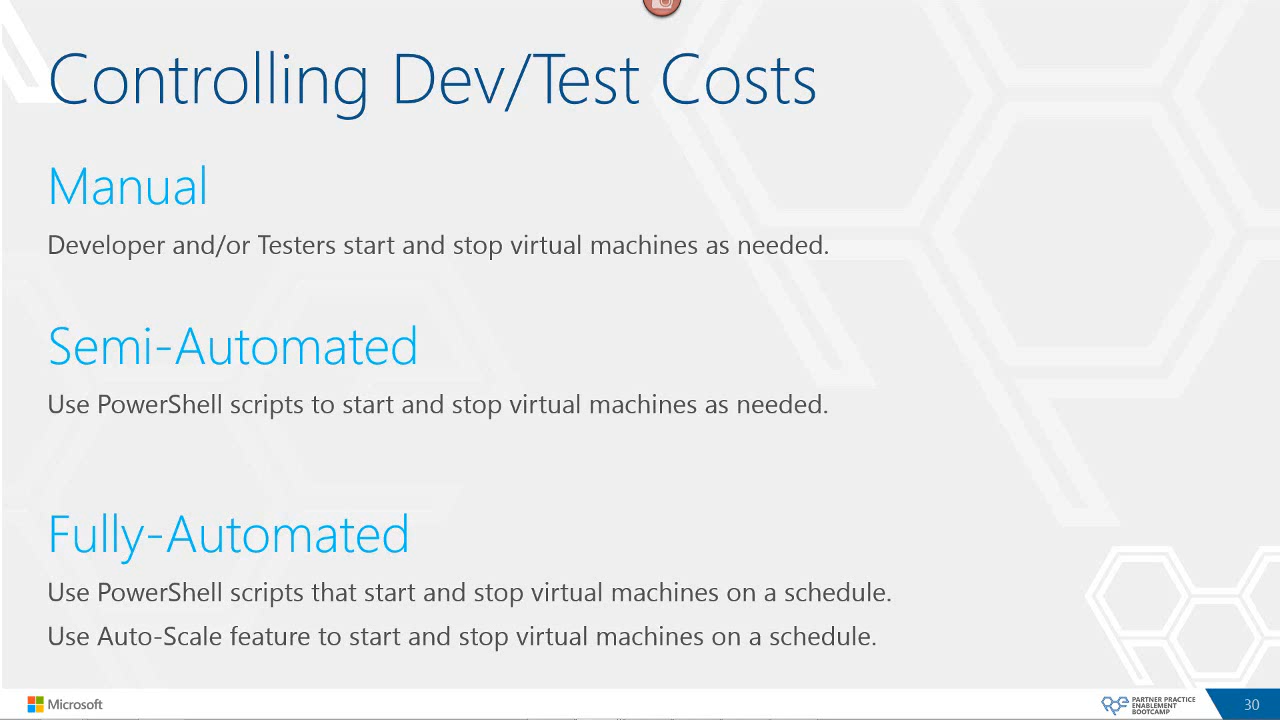 Controlling Dev/Test Costs
Manual
Developer and/or Testers start and stop virtual machines as needed.
Semi-Automated
Use PowerShell scripts to start and stop virtual machines as needed.
Fully-Automated
Use PowerShell scripts that start and stop virtual machines on a schedule.
Use Auto-Scale feature to start and stop virtual machines on a schedule.
Microsoft
PARTNER PRACTICE
ENABLEMENT
BOOTCAMP
30